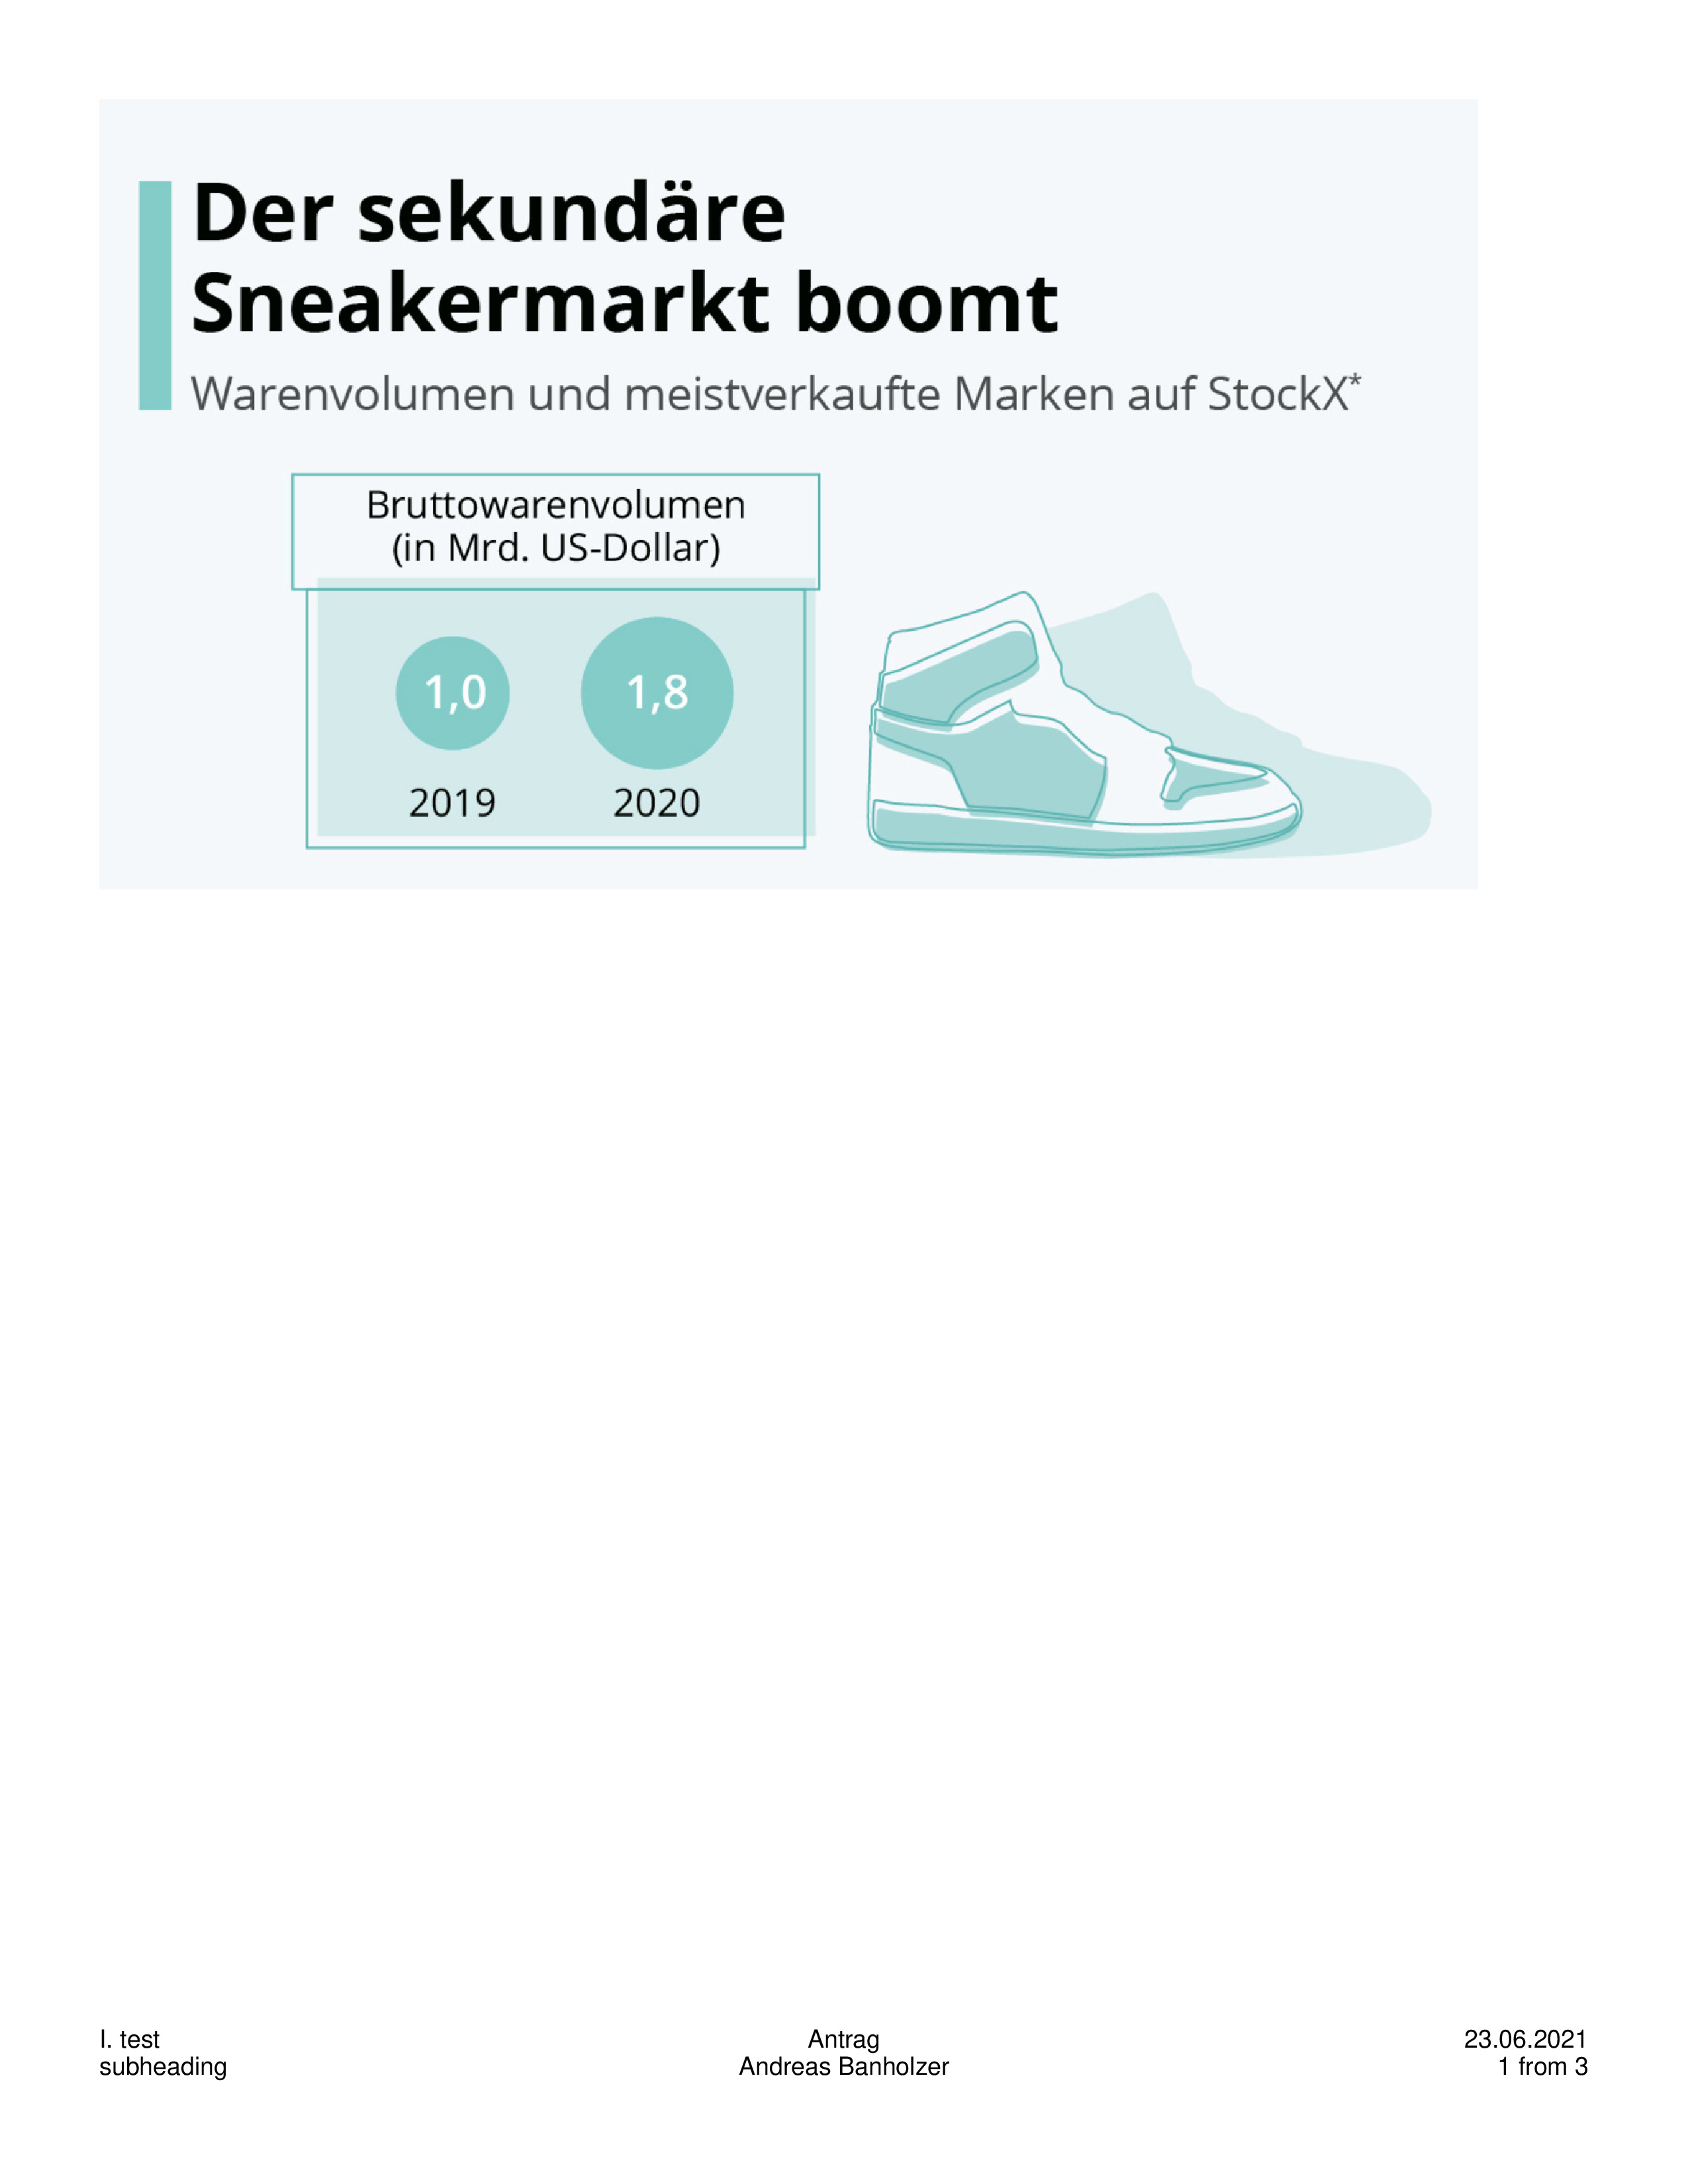 Der sekundäre
Sneakermarkt boomt
Warenvolumen und meistverkaufte Marken auf StockX*
Bruttowarenvolumen
(in Mrd. US-Dollar)
1,0 1,8
2019 2020
I. test Antrag 23.06.2021
subheading Andreas Banholzer 1 from 3